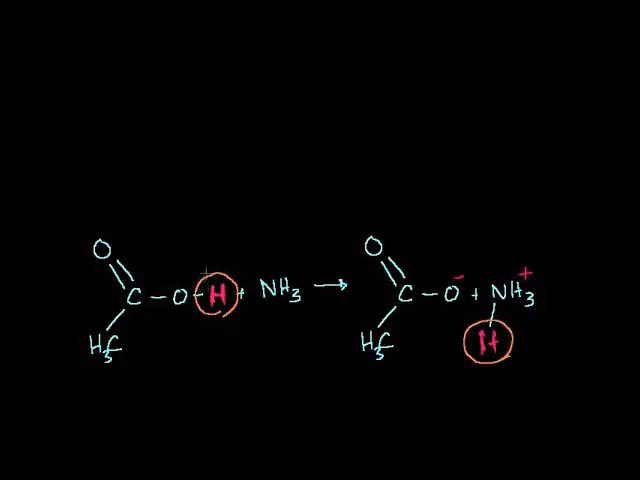 O O
C - O - H + NH3 → C - O - + NH3 +
H3C H3C H